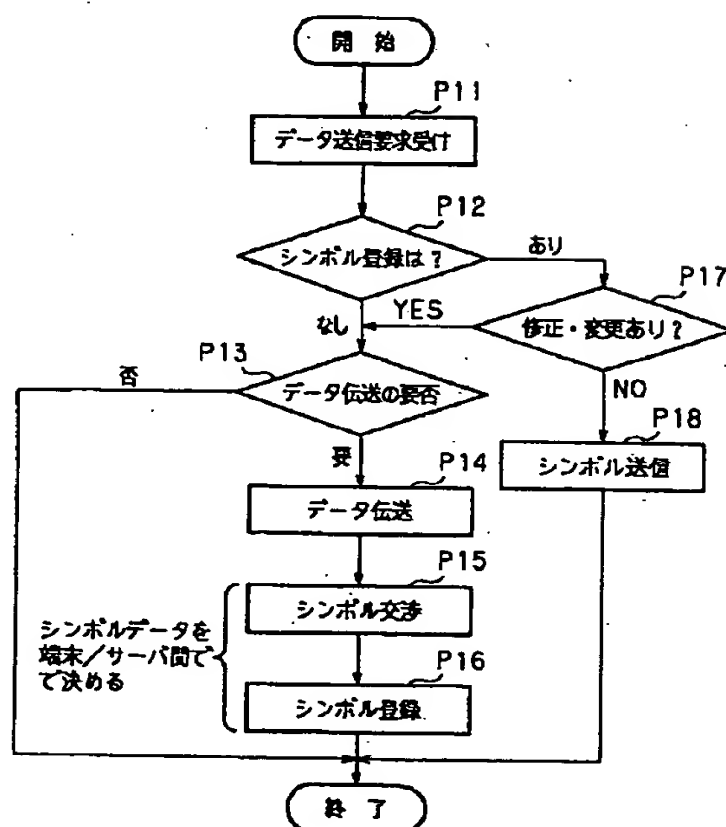 開 始
P11
データ送信要求受け
P12
シンボル登録は?
あり
P17
なし
YES
修正・変更あり?
P13
否
データ伝送の要否
NO
P18
要
P14
シンボル送信
データ伝送
P15
シンボル交渉
シンボルデータを
端末/サーバ間で
で決める
P16
シンボル登録
終 了